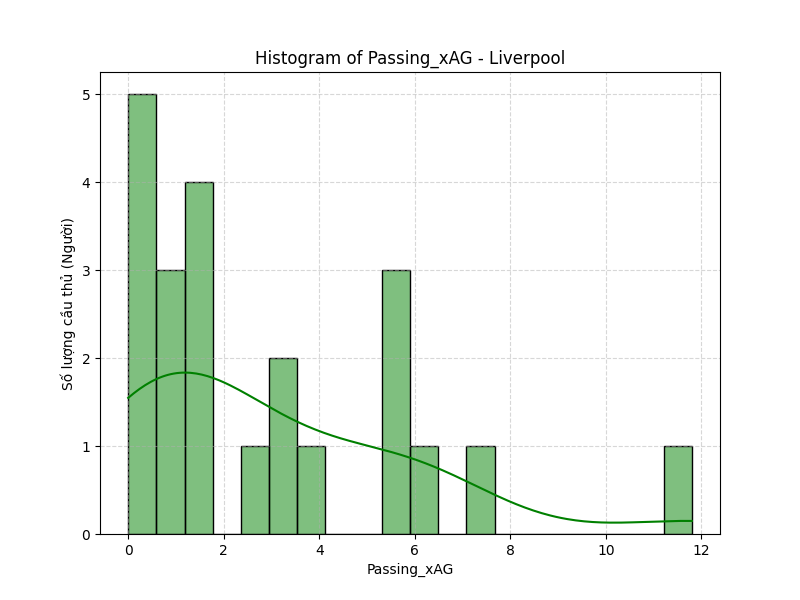 Histogram of Passing_xAG - Liverpool
Số lượng cầu thủ (Người)
5
4
3
2
1
0
0 2 4 6 8 10 12
Passing_xAG